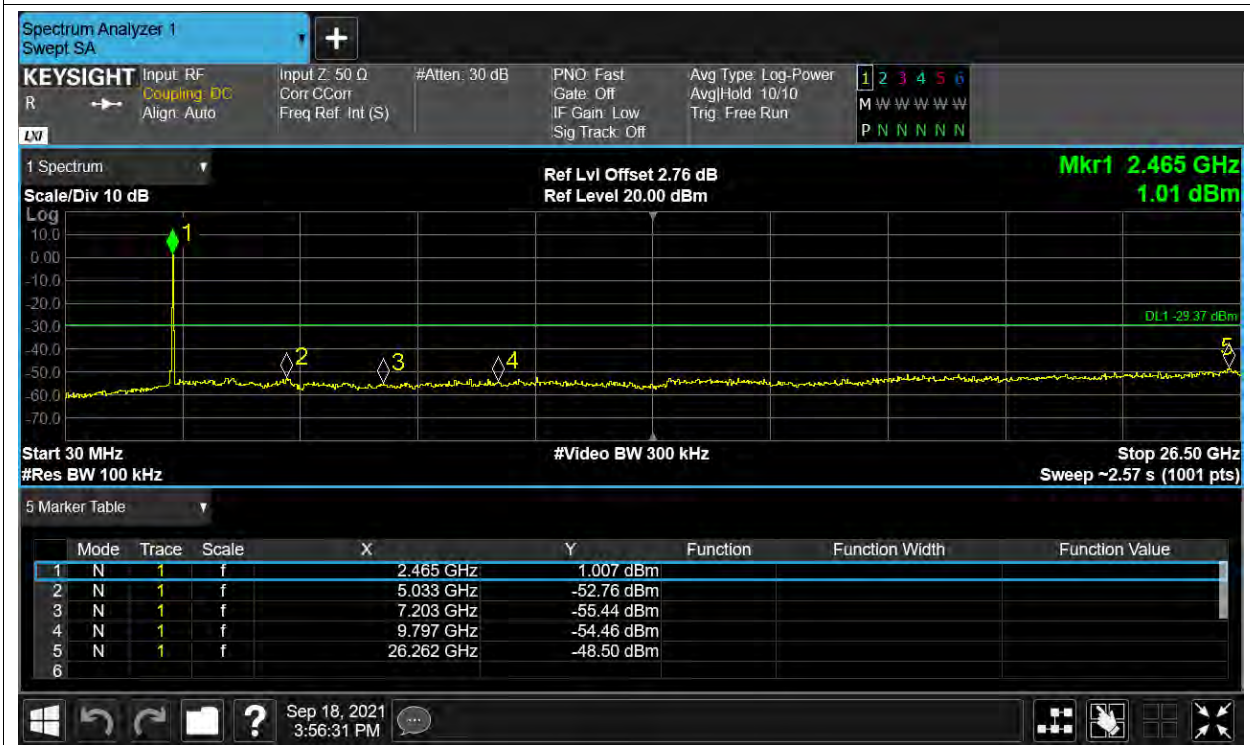 Spectrum Analyzer 1
Swept SA
+
KEYSIGHT
R
LXI
Input: RF
Coupling: DC
Align: Auto
Input Z: 50 Ω
Corr CCorr
Freq Ref: Int (S)
#Atten: 30 dB
PNO: Fast
Gate: Off
IF Gain: Low
Sig Track: Off
Avg Type: Log-Power
Avg|Hold: 10/10
Trig: Free Run
1 2 3 4 5 6
M W W W W W
P N N N N N
1 Spectrum
Scale/Div 10 dB
Ref Lvl Offset 2.76 dB
Ref Level 20.00 dBm
Mkr1 2.465 GHz
1.01 dBm
Log
10.0
0.00
-10.0
-20.0
-30.0
-40.0
-50.0
-60.0
-70.0
1
2
3
4
5
DL1 -29.37 dBm
Start 30 MHz
#Video BW 300 kHz
Stop 26.50 GHz
#Res BW 100 kHz
Sweep ~2.57 s (1001 pts)
5 Marker Table
Mode Trace Scale X Y Function Function Width Function Value
1 N 1 f 2.465 GHz 1.007 dBm
2 N 1 f 5.033 GHz -52.76 dBm
3 N 1 f 7.203 GHz -55.44 dBm
4 N 1 f 9.797 GHz -54.46 dBm
5 N 1 f 26.262 GHz -48.50 dBm
6
?
Sep 18, 2021
3:56:31 PM